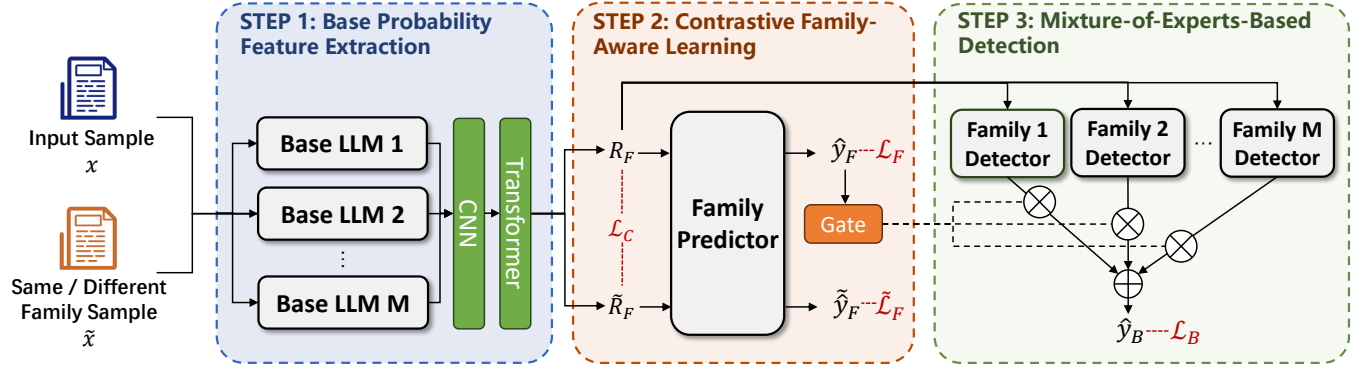 STEP 1: Base Probability
Feature Extraction
STEP 2: Contrastive Family-
Aware Learning
STEP 3: Mixture-of-Experts-Based
Detection
Input Sample
x
Same / Different
Family Sample
x̃
Base LLM 1
Base LLM 2
⋮
Base LLM M
CNN
Transformer
R_F
ℒ_C
R̃_F
Family
Predictor
ŷ_F
ℒ_F
Gate
ŷ̃_F
ℒ̃_F
Family 1
Detector
Family 2
Detector
...
Family M
Detector
ŷ_B
ℒ_B